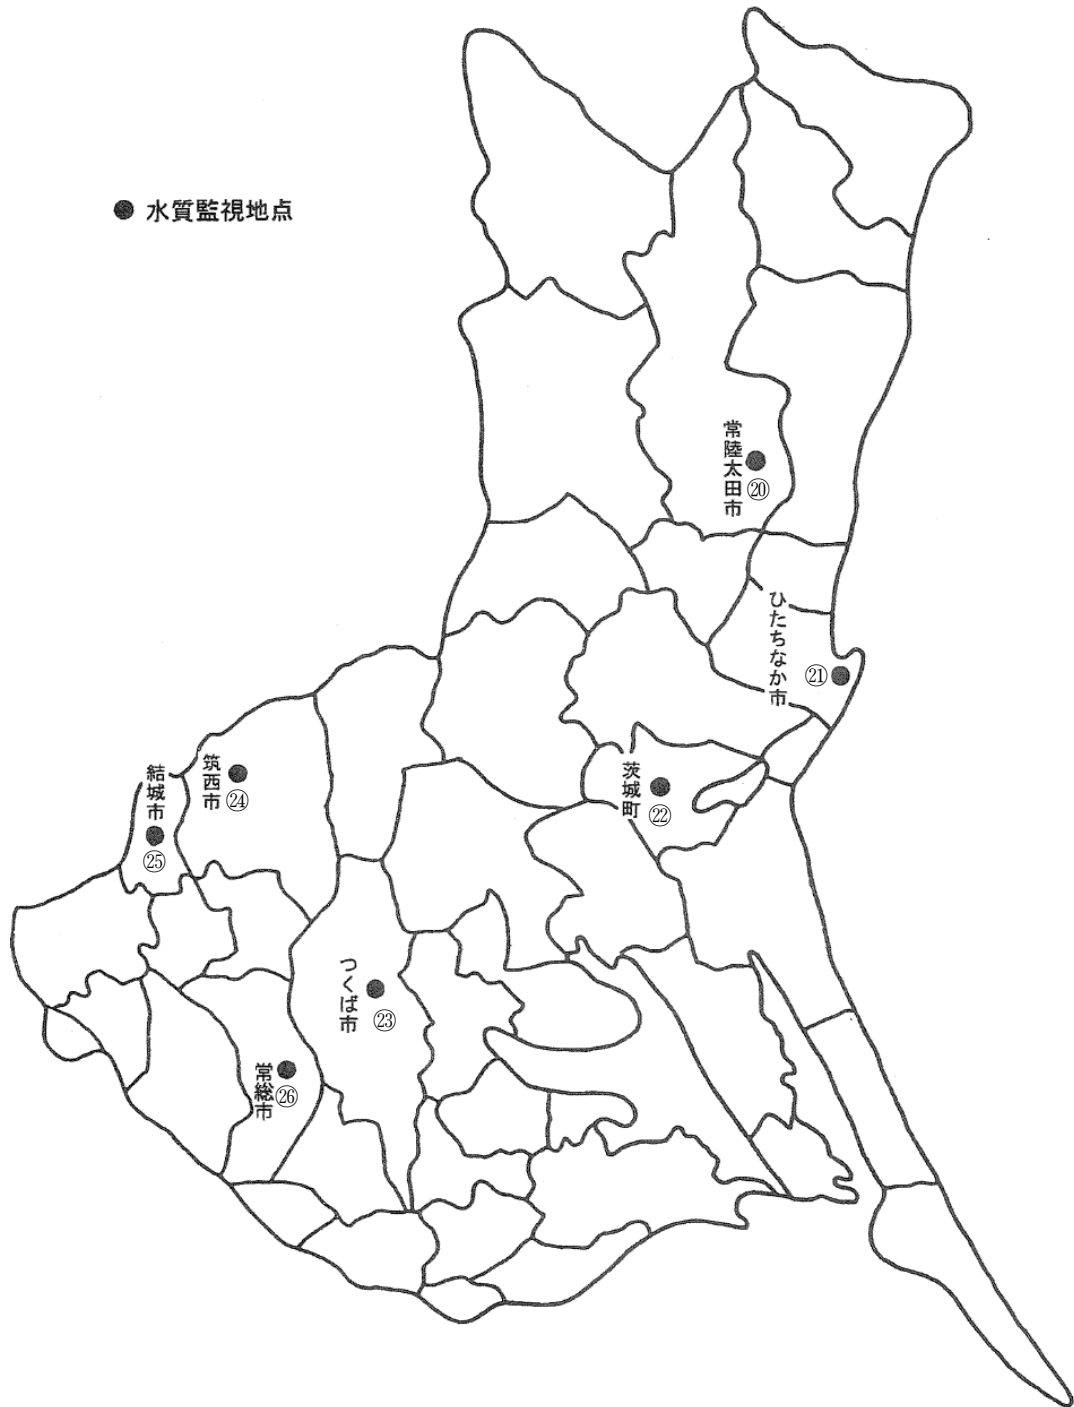 ● 水質監視地点
常陸太田市
⑳
ひたちなか市
㉑
茨城町
㉒
筑西市
㉔
結城市
㉕
つくば市
㉓
常総市
㉖